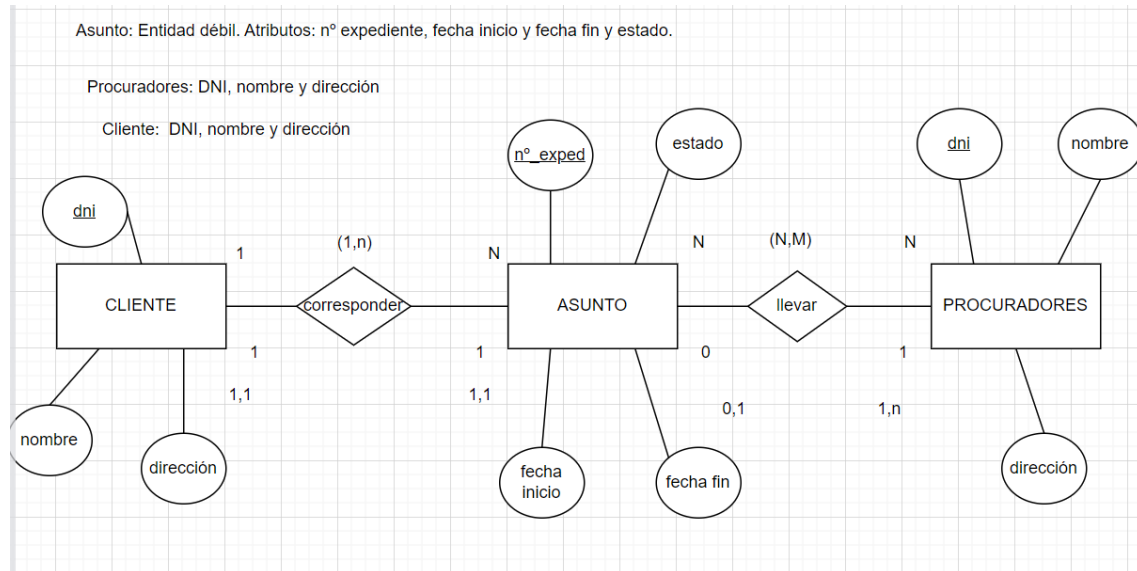 Asunto: Entidad débil. Atributos: nº expediente, fecha inicio y fecha fin y estado.
Procuradores: DNI, nombre y dirección
Cliente: DNI, nombre y dirección
nº_exped
estado
dni
nombre
dni
1
(1,n)
N
N
(N,M)
N
CLIENTE
corresponder
ASUNTO
llevar
PROCURADORES
1
1
0
1
1,1
1,1
0,1
1,n
nombre
dirección
fecha
inicio
fecha fin
dirección